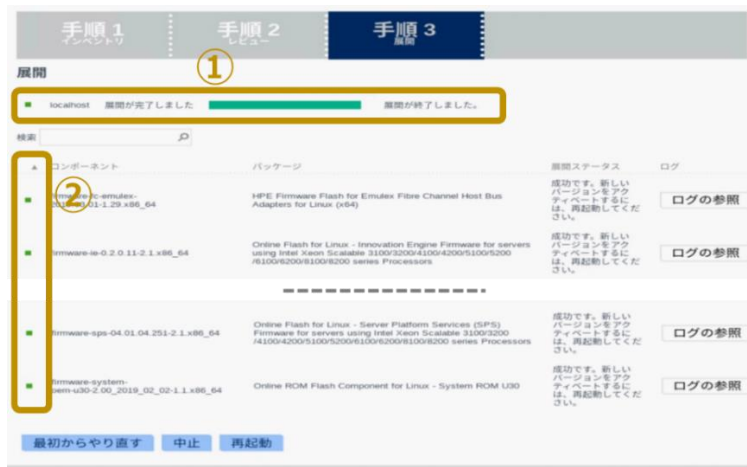 手順 1
インベントリ
手順 2
レビュー
手順 3
展開
①
展開
localhost 展開が完了しました 展開が終了しました。
検索
②
コンポーネント パッケージ 展開ステータス ログ
firmware-fc-emulex-
01-1.29.x86_64
HPE Firmware Flash for Emulex Fibre Channel Host Bus
Adapters for Linux (x64)
成功です。新しい
バージョンをアク
ティベートするに
は、再起動してくだ
さい。
ログの参照
firmware-ie-0.2.0.11-2.1.x86_64
Online Flash for Linux - Innovation Engine Firmware for servers
using Intel Xeon Scalable 3100/3200/4100/4200/5100/5200
/6100/6200/8100/8200 series Processors
成功です。新しい
バージョンをアク
ティベートするに
は、再起動してくだ
さい。
ログの参照
firmware-sps-04.01.04.251-2.1.x86_64
Online Flash for Linux - Server Platform Services (SPS)
Firmware for servers using Intel Xeon Scalable 3100/3200
/4100/4200/5100/5200/6100/6200/8100/8200 series Processors
成功です。新しい
バージョンをアク
ティベートするに
は、再起動してくだ
さい。
ログの参照
firmware-system-
oem-u30-2.00_2019_02_02-1.1.x86_64
Online ROM Flash Component for Linux - System ROM U30
成功です。新しい
バージョンをアク
ティベートするに
は、再起動してくだ
さい。
ログの参照
最初からやり直す 中止 再起動